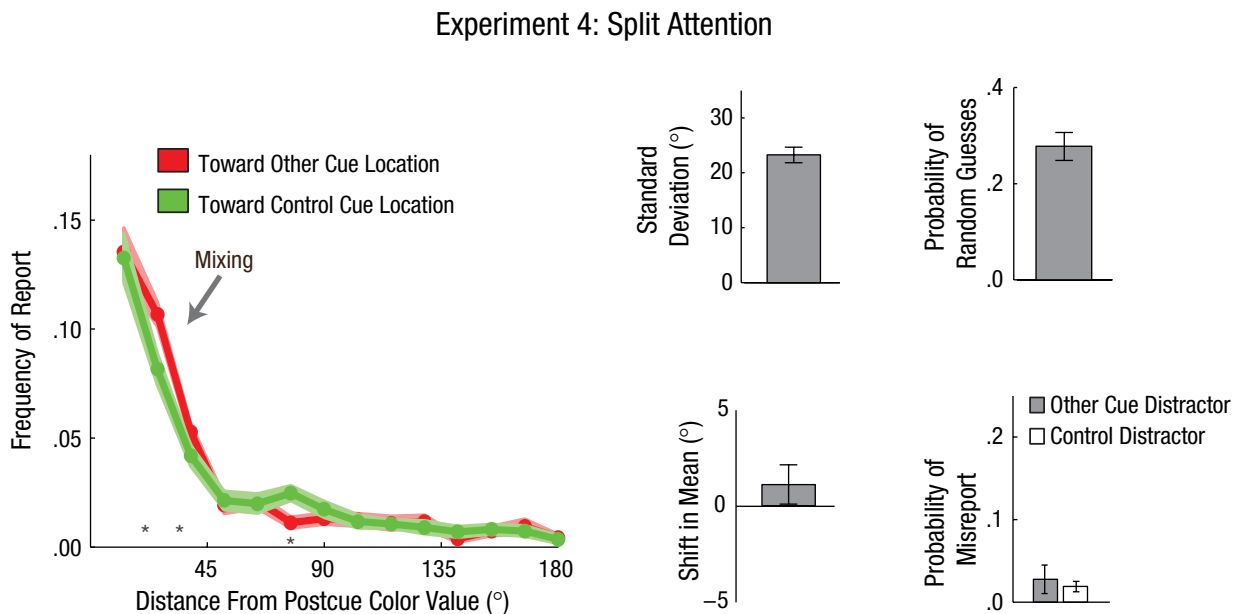 Experiment 4: Split Attention
Toward Other Cue Location
Toward Control Cue Location
Mixing
Frequency of Report
.15
.10
.05
.00
*
*
*
45
90
135
180
Distance From Postcue Color Value (°)
Standard
Deviation (°)
30
20
10
0
Probability of
Random Guesses
.4
.2
.0
Shift in Mean (°)
5
0
–5
Probability of
Misreport
.2
.1
.0
Other Cue Distractor
Control Distractor